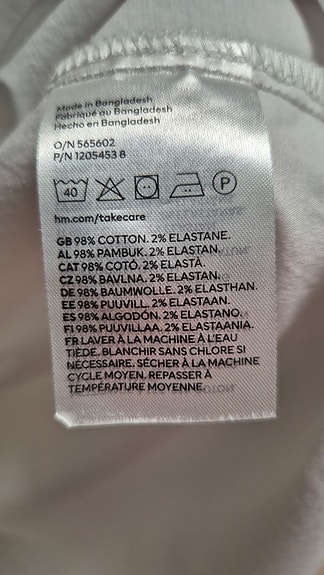 Made in Bangladesh
Fabriqué au Bangladesh
Hecho en Bangladesh
O/N 565602
P/N 1205453 8
40
P
hm.com/takecare
GB 98% COTTON. 2% ELASTANE.
AL 98% PAMBUK. 2% ELASTAN.
CAT 98% COTÓ. 2% ELASTÀ.
CZ 98% BAVLNA. 2% ELASTAN.
DE 98% BAUMWOLLE. 2% ELASTHAN.
EE 98% PUUVILL. 2% ELASTAAN.
ES 98% ALGODÓN. 2% ELASTANO.
FI 98% PUUVILLAA. 2% ELASTAANIA.
FR LAVER À LA MACHINE À L'EAU
TIÈDE. BLANCHIR SANS CHLORE SI
NÉCESSAIRE. SÉCHER À LA MACHINE
CYCLE MOYEN. REPASSER À
TEMPÉRATURE MOYENNE.